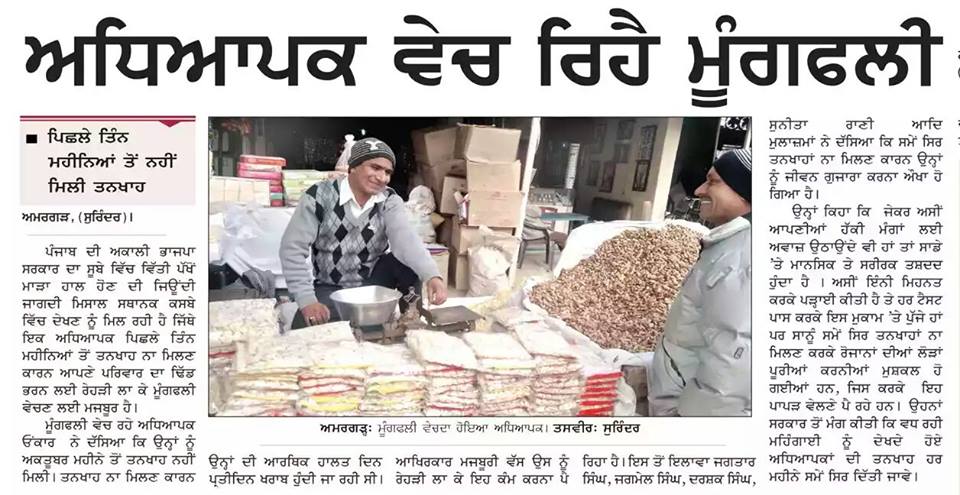 ਅਧਿਆਪਕ ਵੇਚ ਰਿਹੈ ਮੂੰਗਫਲੀ
■ ਪਿਛਲੇ ਤਿੰਨ
ਮਹੀਨਿਆਂ ਤੋਂ ਨਹੀਂ
ਮਿਲੀ ਤਨਖਾਹ
ਅਮਰਗੜ,(ਸੁਰਿੰਦਰ)।
ਪੰਜਾਬ ਦੀ ਅਕਾਲੀ ਭਾਜਪਾ
ਸਰਕਾਰ ਦਾ ਸੂਬੇ ਵਿੱਚ ਵਿੱਤੀ ਪੱਖੋਂ
ਮਾੜਾ ਹਾਲ ਹੋਣ ਦੀ ਜਿਊਂਦੀ
ਜਾਗਦੀ ਮਿਸਾਲ ਸਥਾਨਕ ਕਸਬੇ
ਵਿੱਚ ਦੇਖਣ ਨੂੰ ਮਿਲ ਰਹੀ ਹੈ ਜਿੱਥੇ
ਇਕ ਅਧਿਆਪਕ ਪਿਛਲੇ ਤਿੰਨ
ਮਹੀਨਿਆਂ ਤੋਂ ਤਨਖਾਹ ਨਾ ਮਿਲਣ
ਕਾਰਨ ਆਪਣੇ ਪਰਿਵਾਰ ਦਾ ਢਿੱਡ
ਭਰਨ ਲਈ ਰੇਹੜੀ ਲਾ ਕੇ ਮੂੰਗਫਲੀ
ਵੇਚਣ ਲਈ ਮਜਬੂਰ ਹੈ।
ਮੂੰਗਫਲੀ ਵੇਚ ਰਹੇ ਅਧਿਆਪਕ
ਓਂਕਾਰ ਨੇ ਦੱਸਿਆ ਕਿ ਉਨ੍ਹਾਂ ਨੂੰ
ਅਕਤੂਬਰ ਮਹੀਨੇ ਤੋਂ ਤਨਖਾਹ ਨਹੀਂ
ਮਿਲੀ। ਤਨਖਾਹ ਨਾ ਮਿਲਣ ਕਾਰਨ
ਅਮਰਗੜ੍ਹ: ਮੂੰਗਫਲੀ ਵੇਚਦਾ ਹੋਇਆ ਅਧਿਆਪਕ। ਤਸਵੀਰ: ਸੁਰਿੰਦਰ
ਉਨ੍ਹਾਂ ਦੀ ਆਰਥਿਕ ਹਾਲਤ ਦਿਨ
ਪ੍ਰਤੀਦਿਨ ਖਰਾਬ ਹੁੰਦੀ ਜਾ ਰਹੀ ਸੀ।
ਆਖਿਰਕਾਰ ਮਜਬੂਰੀ ਵੱਸ ਉਸ ਨੂੰ
ਰੇਹੜੀ ਲਾ ਕੇ ਇਹ ਕੰਮ ਕਰਨਾ ਪੈ
ਰਿਹਾ ਹੈ। ਇਸ ਤੋਂ ਇਲਾਵਾ ਜਗਤਾਰ
ਸਿੰਘ, ਜਗਮੇਲ ਸਿੰਘ, ਦਰਸ਼ਕ ਸਿੰਘ,
ਸੁਨੀਤਾ ਰਾਣੀ ਆਦਿ
ਮੁਲਾਜ਼ਮਾਂ ਨੇ ਦੱਸਿਆ ਕਿ ਸਮੇਂ ਸਿਰ
ਤਨਖਾਹਾਂ ਨਾ ਮਿਲਣ ਕਾਰਨ ਉਨ੍ਹਾਂ
ਨੂੰ ਜੀਵਨ ਗੁਜਾਰਾ ਕਰਨਾ ਔਖਾ ਹੋ
ਗਿਆ ਹੈ।
ਉਨ੍ਹਾਂ ਕਿਹਾ ਕਿ ਜੇਕਰ ਅਸੀਂ
ਆਪਣੀਆਂ ਹੱਕੀ ਮੰਗਾਂ ਲਈ
ਅਵਾਜ਼ ਉਠਾਉਂਦੇ ਵੀ ਹਾਂ ਤਾਂ ਸਾਡੇ
'ਤੇ ਮਾਨਸਿਕ ਤੇ ਸਰੀਰਕ ਤਸ਼ਦਦ
ਹੁੰਦਾ ਹੈ । ਅਸੀਂ ਇੰਨੀ ਮਿਹਨਤ
ਕਰਕੇ ਪੜ੍ਹਾਈ ਕੀਤੀ ਹੈ ਤੇ ਹਰ ਟੈਸਟ
ਪਾਸ ਕਰਕੇ ਇਸ ਮੁਕਾਮ 'ਤੇ ਪੁੱਜੇ ਹਾਂ
ਪਰ ਸਾਨੂੰ ਸਮੇਂ ਸਿਰ ਤਨਖਾਹਾਂ ਨਾ
ਮਿਲਣ ਕਰਕੇ ਰੋਜਾਨਾਂ ਦੀਆਂ ਲੋੜਾਂ
ਪੂਰੀਆਂ ਕਰਨੀਆਂ ਮੁਸ਼ਕਲ ਹੋ
ਗਈਆਂ ਹਨ, ਜਿਸ ਕਰਕੇ ਇਹ
ਪਾਪੜ ਵੇਲਣੇ ਪੈ ਰਹੇ ਹਨ। ਉਹਨਾਂ
ਸਰਕਾਰ ਤੋਂ ਮੰਗ ਕੀਤੀ ਕਿ ਵਧ ਰਹੀ
ਮਹਿੰਗਾਈ ਨੂੰ ਦੇਖਦੇ ਹੋਏ
ਅਧਿਆਪਕਾਂ ਦੀ ਤਨਖਾਹ ਹਰ
ਮਹੀਨੇ ਸਮੇਂ ਸਿਰ ਦਿੱਤੀ ਜਾਵੇ।